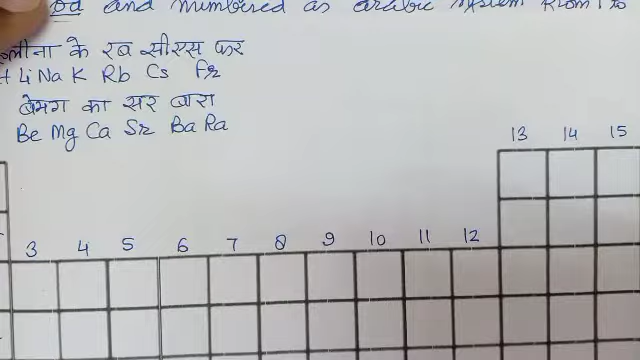 and numbered as arabic system from 1 to
के रब सीएस फर
H Li Na K Rb Cs Fr
बेमग का सर बारा
Be Mg Ca Sr Ba Ra
13 14 15
3 4 5 6 7 8 9 10 11 12